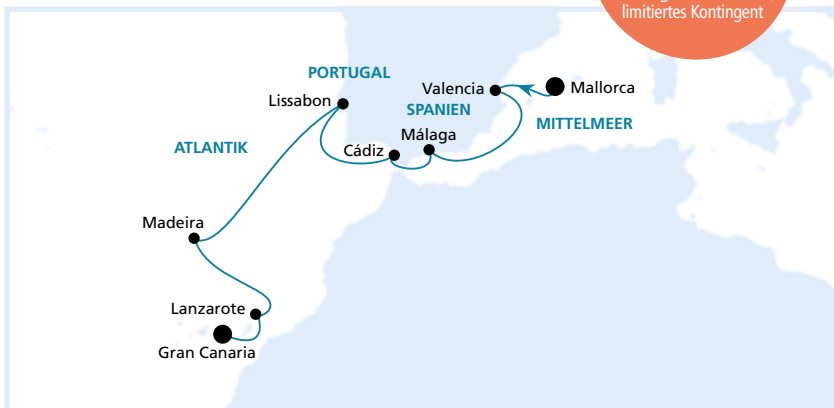 limitiertes Kontingent
PORTUGAL
Lissabon
Valencia
Mallorca
SPANIEN
MITTELMEER
Málaga
ATLANTIK
Cádiz
Madeira
Lanzarote
Gran Canaria